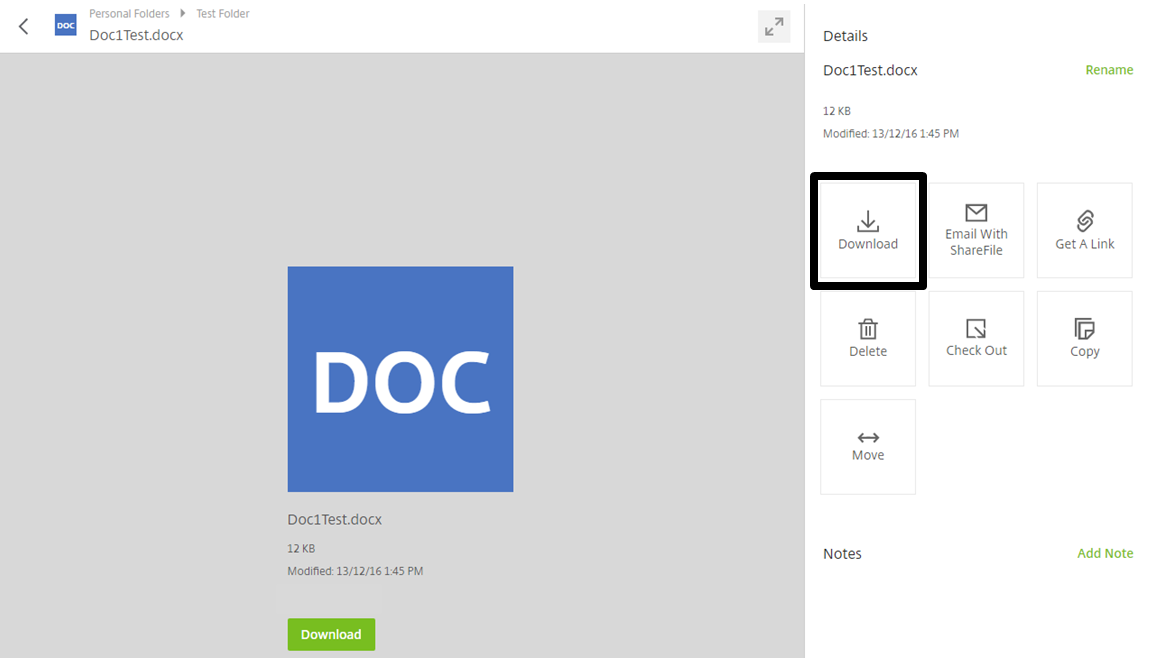 Personal Folders Test Folder
DOC
Doc1Test.docx
DOC
Doc1Test.docx
12 KB
Modified: 13/12/16 1:45 PM
Download
Details
Doc1Test.docx Rename
12 KB
Modified: 13/12/16 1:45 PM
Download
Email With
ShareFile
Get A Link
Delete
Check Out
Copy
Move
Notes Add Note